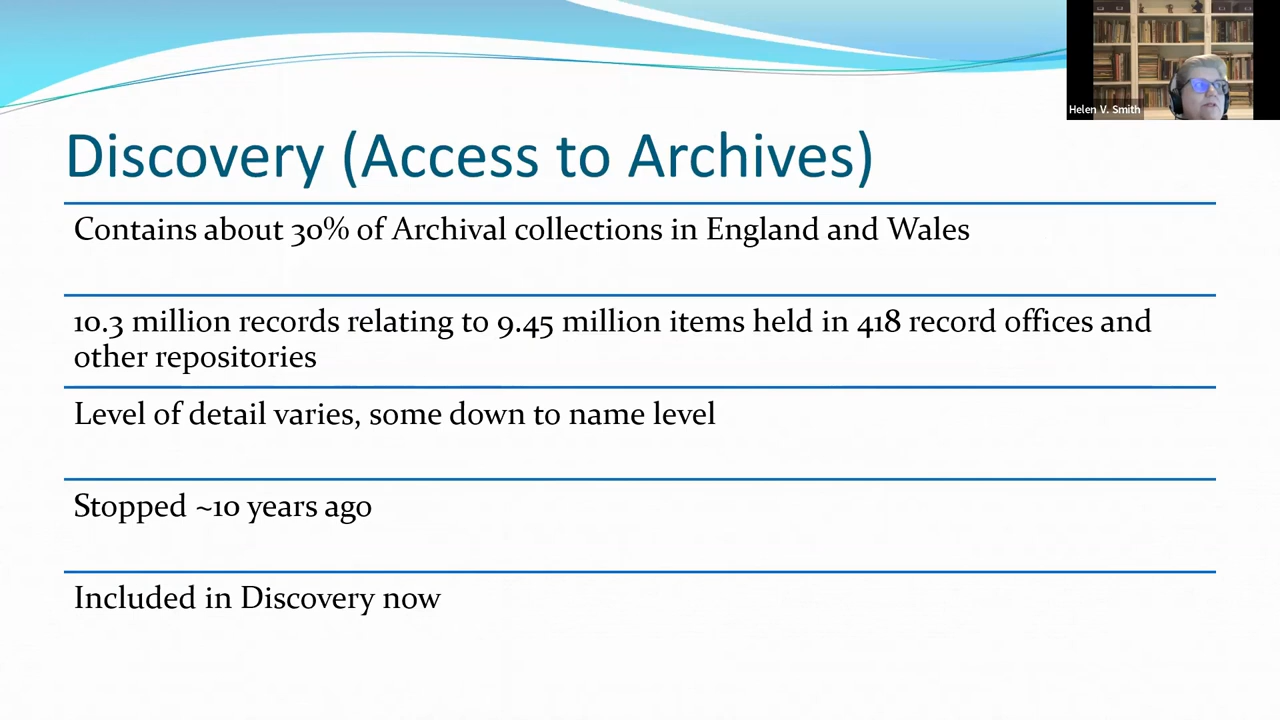 Helen V. Smith
Discovery (Access to Archives)
Contains about 30% of Archival collections in England and Wales
10.3 million records relating to 9.45 million items held in 418 record offices and
other repositories
Level of detail varies, some down to name level
Stopped ~10 years ago
Included in Discovery now